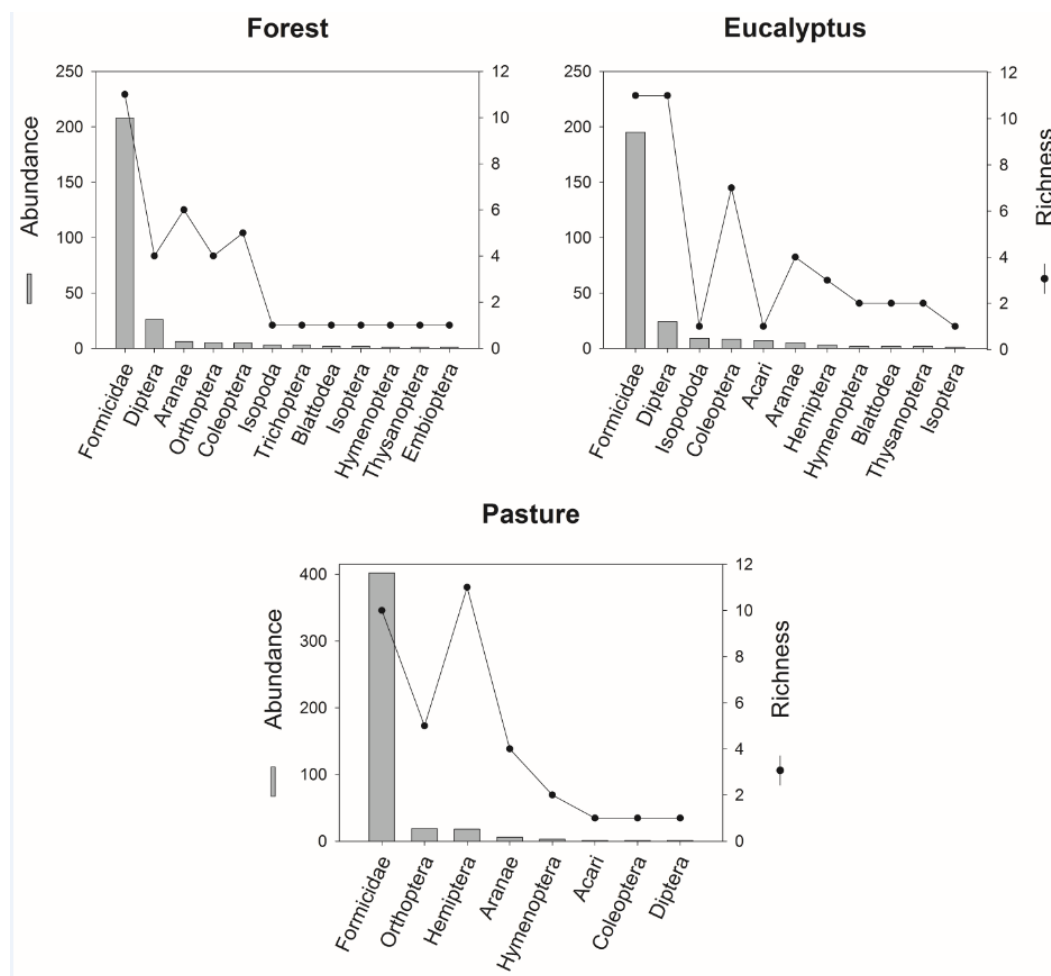 Forest
Abundance
250
200
150
100
50
0
12
10
8
6
4
2
0
Formicidae
Diptera
Aranae
Orthoptera
Coleoptera
Isopoda
Trichoptera
Blattodea
Isoptera
Hymenoptera
Thysanoptera
Embioptera
Eucalyptus
250
200
150
100
50
0
12
10
8
6
4
2
0
Richness
Formicidae
Diptera
Isopododa
Coleoptera
Acari
Aranae
Hemiptera
Hymenoptera
Blattodea
Thysanoptera
Isoptera
Pasture
Abundance
400
300
200
100
0
12
10
8
6
4
2
0
Richness
Formicidae
Orthoptera
Hemiptera
Aranae
Hymenoptera
Acari
Coleoptera
Diptera